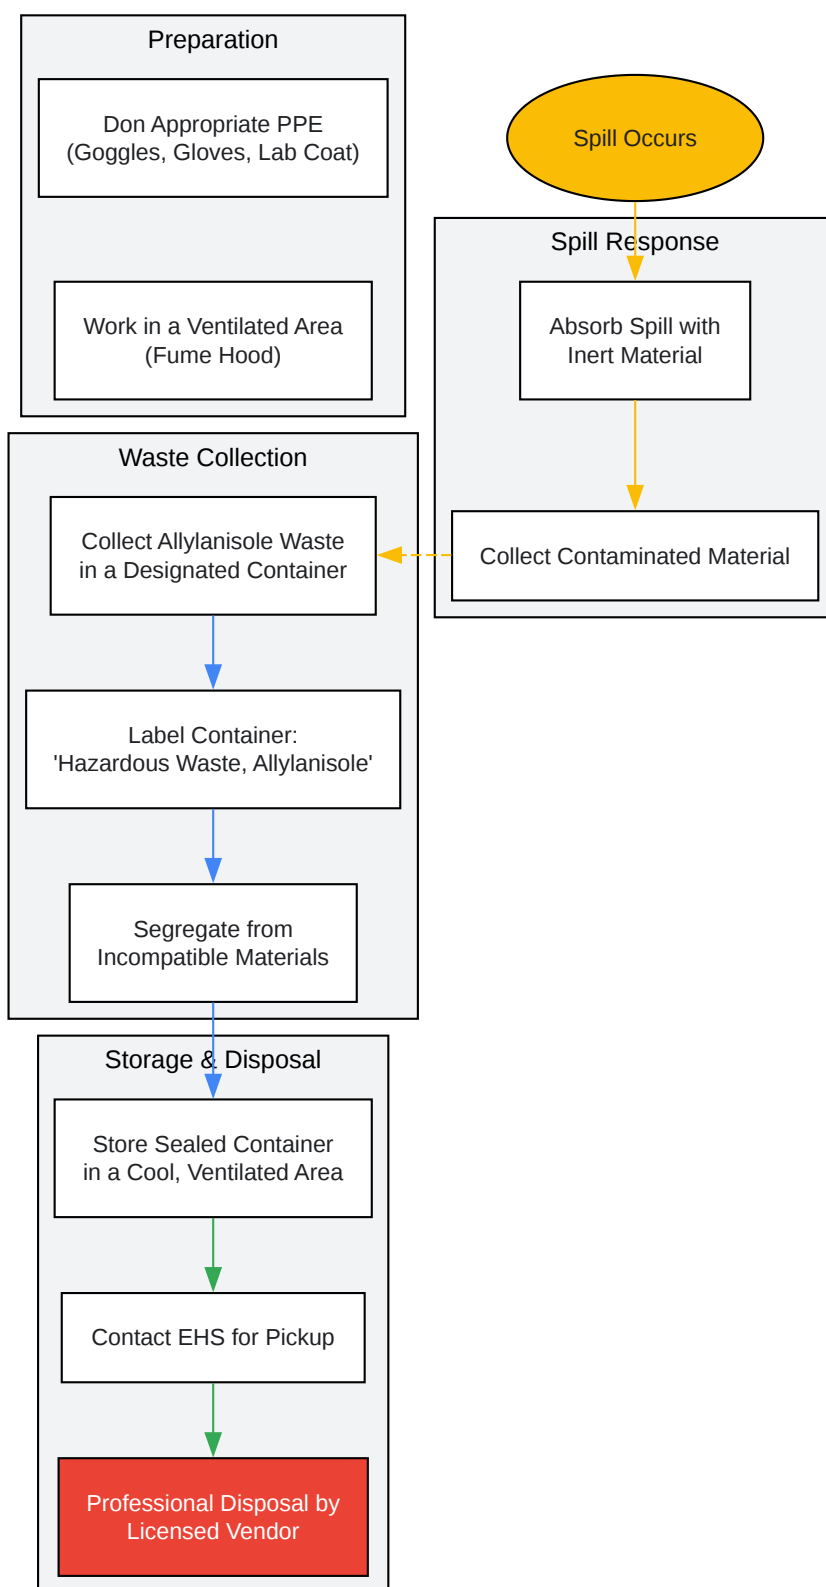 Preparation
Don Appropriate PPE
(Goggles, Gloves, Lab Coat)
Work in a Ventilated Area
(Fume Hood)
Spill Occurs
Spill Response
Absorb Spill with
Inert Material
Collect Contaminated Material
Waste Collection
Collect Allylanisole Waste
in a Designated Container
Label Container:
'Hazardous Waste, Allylanisole'
Segregate from
Incompatible Materials
Storage & Disposal
Store Sealed Container
in a Cool, Ventilated Area
Contact EHS for Pickup
Professional Disposal by
Licensed Vendor